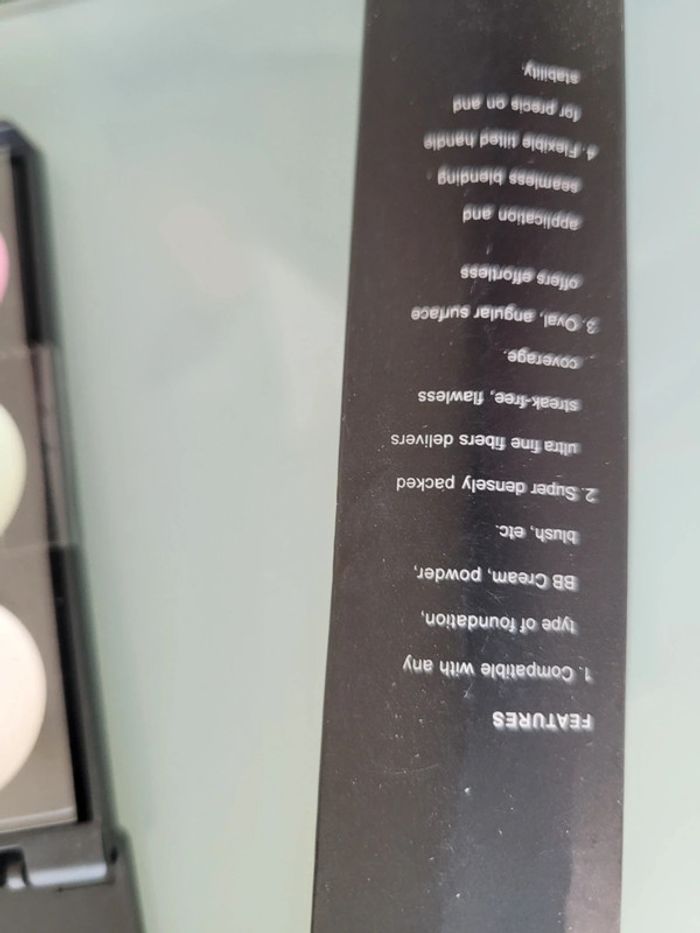 FEATURES
1. Compatible with any
type of foundation,
BB Cream, powder,
blush, etc.
2. Super densely packed
ultra fine fibers delivers
streak-free, flawless
coverage.
3. Oval, angular surface
offers effortless
application and
seamless blending
4. Flexible tilted handle
for precis on and
stability.